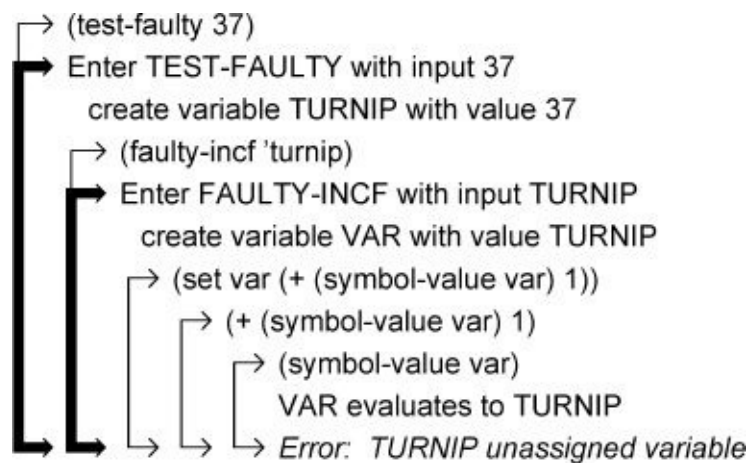 (test-faulty 37)
Enter TEST-FAULTY with input 37
create variable TURNIP with value 37
(faulty-incf ’turnip)
Enter FAULTY-INCF with input TURNIP
create variable VAR with value TURNIP
(set var (+ (symbol-value var) 1))
(+ (symbol-value var) 1)
(symbol-value var)
VAR evaluates to TURNIP
Error: TURNIP unassigned variable